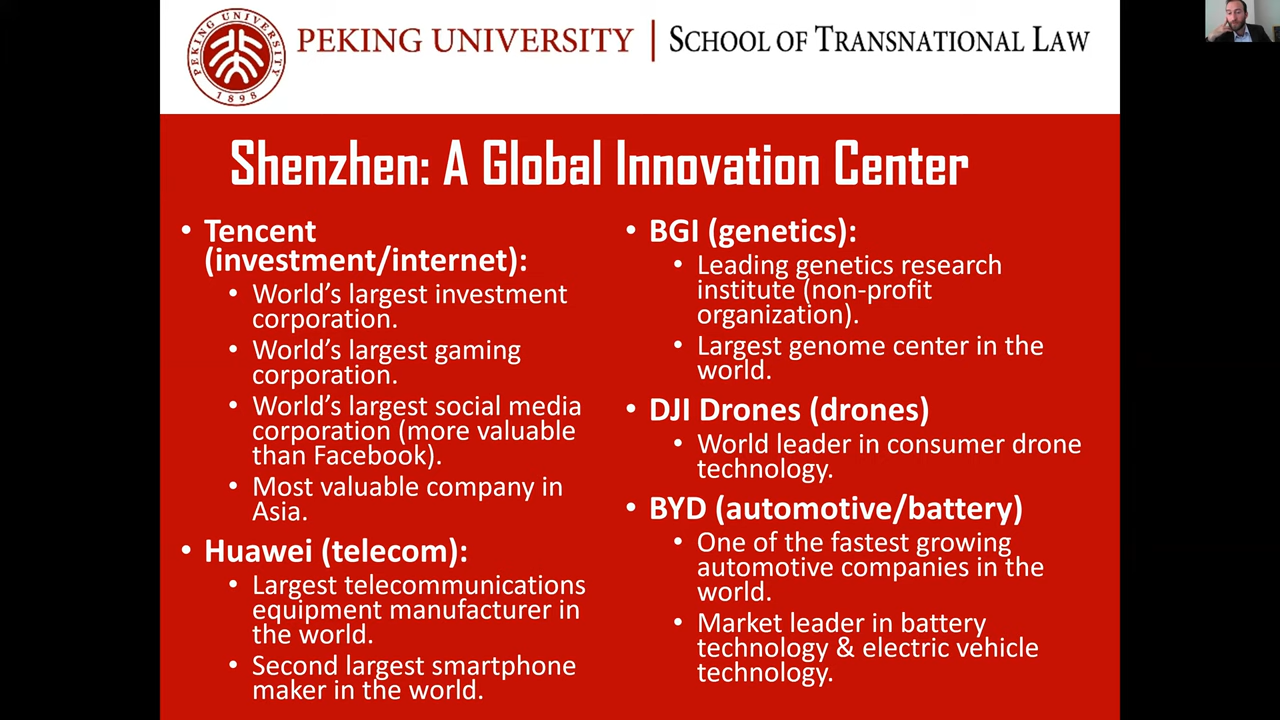 PEKING UNIVERSITY
1898
PEKING UNIVERSITY | SCHOOL OF TRANSNATIONAL LAW
Shenzhen: A Global Innovation Center
• Tencent
(investment/internet):
• World’s largest investment
corporation.
• World’s largest gaming
corporation.
• World’s largest social media
corporation (more valuable
than Facebook).
• Most valuable company in
Asia.
• Huawei (telecom):
• Largest telecommunications
equipment manufacturer in
the world.
• Second largest smartphone
maker in the world.
• BGI (genetics):
• Leading genetics research
institute (non-profit
organization).
• Largest genome center in the
world.
• DJI Drones (drones)
• World leader in consumer drone
technology.
• BYD (automotive/battery)
• One of the fastest growing
automotive companies in the
world.
• Market leader in battery
technology & electric vehicle
technology.